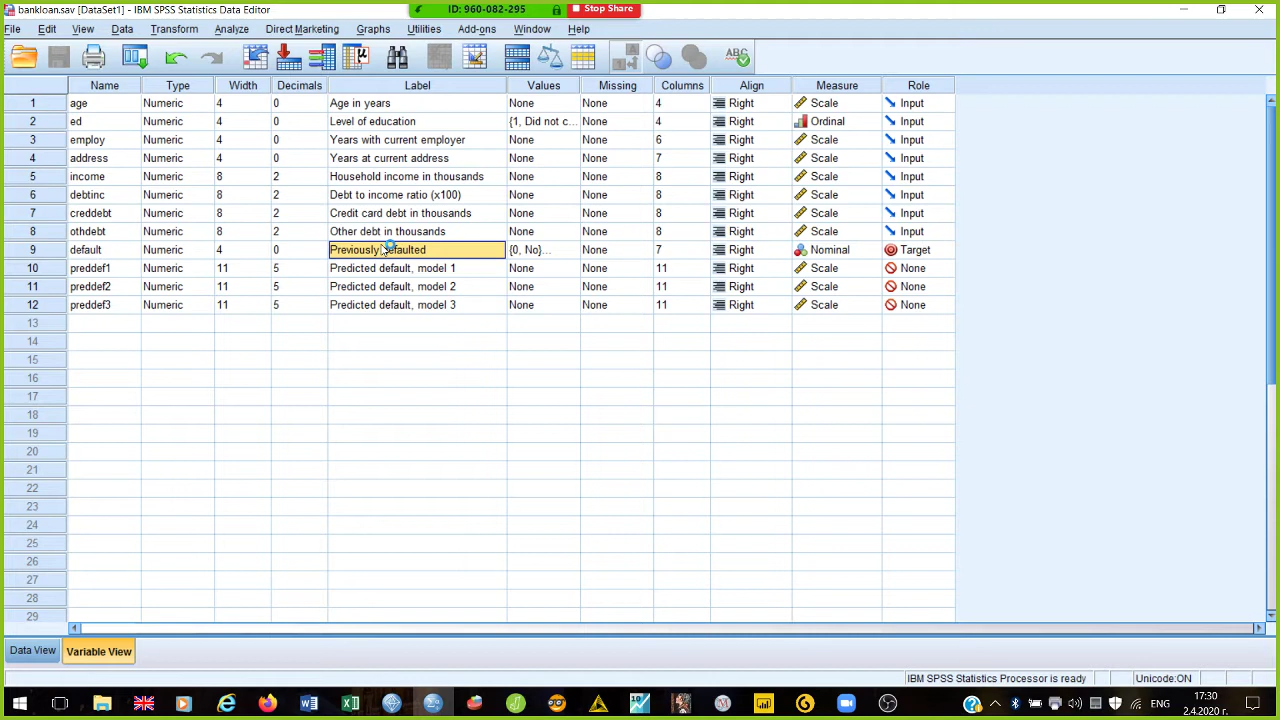 bankloan.sav [DataSet1] - IBM SPSS Statistics Data Editor
ID: 960-082-295
Stop Share
File Edit View Data Transform Analyze Direct Marketing Graphs Utilities Add-ons Window Help
Name Type Width Decimals Label Values Missing Columns Align Measure Role
1 age Numeric 4 0 Age in years None None 4 Right Scale Input
2 ed Numeric 4 0 Level of education {1, Did not c... None 4 Right Ordinal Input
3 employ Numeric 4 0 Years with current employer None None 6 Right Scale Input
4 address Numeric 4 0 Years at current address None None 7 Right Scale Input
5 income Numeric 8 2 Household income in thousands None None 8 Right Scale Input
6 debtinc Numeric 8 2 Debt to income ratio (x100) None None 8 Right Scale Input
7 creddebt Numeric 8 2 Credit card debt in thousands None None 8 Right Scale Input
8 othdebt Numeric 8 2 Other debt in thousands None None 8 Right Scale Input
9 default Numeric 4 0 Previously defaulted {0, No}... None 7 Right Nominal Target
10 preddef1 Numeric 11 5 Predicted default, model 1 None None 11 Right Scale None
11 preddef2 Numeric 11 5 Predicted default, model 2 None None 11 Right Scale None
12 preddef3 Numeric 11 5 Predicted default, model 3 None None 11 Right Scale None
13
14
15
16
17
18
19
20
21
22
23
24
25
26
27
28
29
Data View Variable View
IBM SPSS Statistics Processor is ready Unicode:ON
ENG
17:30
2.4.2020 г.